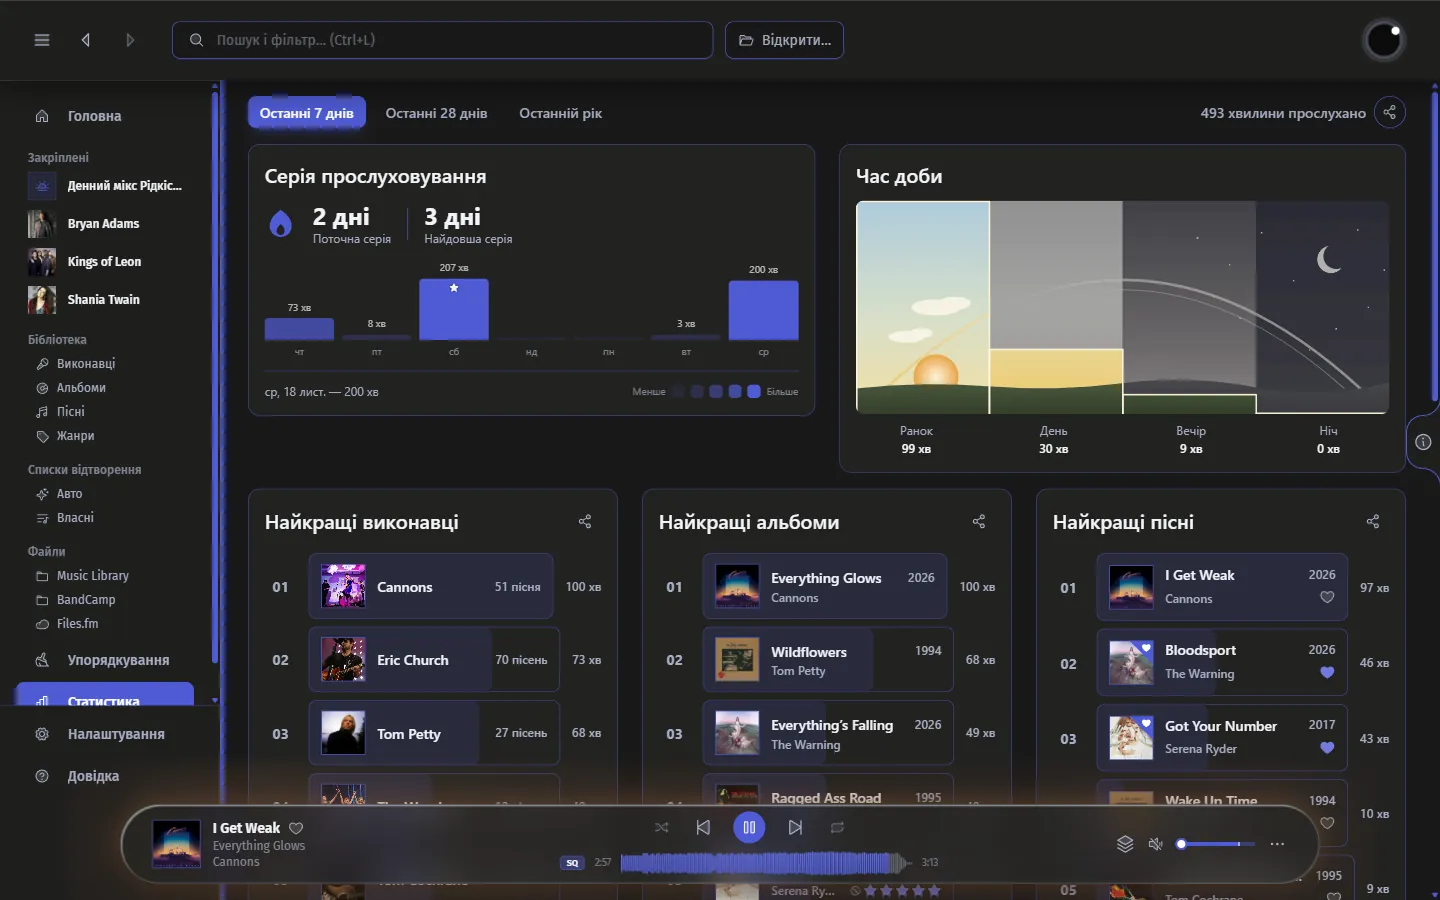 Пошук і фільтр... (Ctrl+L)
Відкрити...
Головна
Закріплені
Денний мікс Рідкіс...
Bryan Adams
Kings of Leon
Shania Twain
Бібліотека
Виконавці
Альбоми
Пісні
Жанри
Списки відтворення
Авто
Власні
Файли
Music Library
BandCamp
Files.fm
Упорядкування
Статистика
Налаштування
Довідка
Останні 7 днів
Останні 28 днів
Останній рік
493 хвилини прослухано
Серія прослуховування
2 дні
Поточна серія
3 дні
Найдовша серія
73 хв
8 хв
207 хв
3 хв
200 хв
чт
пт
сб
нд
пн
вт
ср
ср, 18 лист. — 200 хв
Менше
Більше
Час доби
Ранок
99 хв
День
30 хв
Вечір
9 хв
Ніч
0 хв
Найкращі виконавці
01
Cannons
51 пісня
100 хв
02
Eric Church
70 пісень
73 хв
03
Tom Petty
27 пісень
68 хв
Найкращі альбоми
01
Everything Glows
2026
Cannons
100 хв
02
Wildflowers
1994
Tom Petty
68 хв
03
Everything’s Falling
2026
The Warning
49 хв
Ragged Ass Road
1995
Serena Ry...
Найкращі пісні
01
I Get Weak
2026
Cannons
97 хв
02
Bloodsport
2026
The Warning
46 хв
03
Got Your Number
2017
Serena Ryder
43 хв
Wake Up Time
1994
10 хв
05
1995
Tom Cochrane
9 хв
I Get Weak
Everything Glows
Cannons
SQ
2:57
3:13